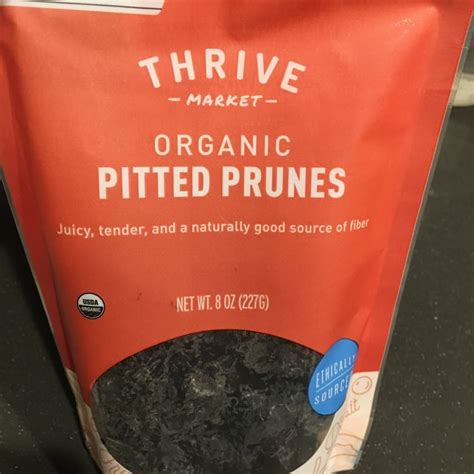 THRIVE
MARKET
ORGANIC
PITTED PRUNES
Juicy, tender, and a naturally good source of fiber
USDA
ORGANIC
NET WT. 8 OZ (227G)
ETHICALLY
SOURCED